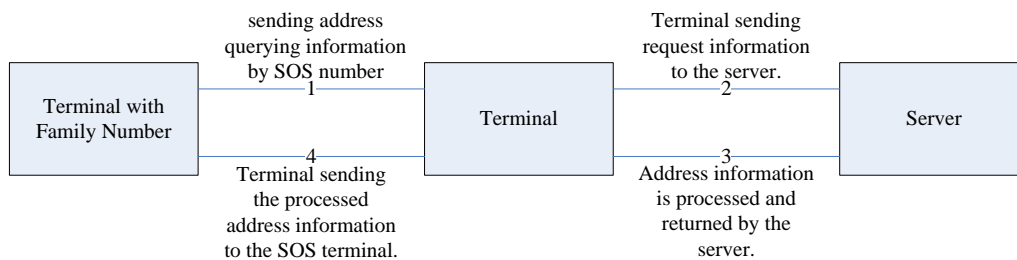 sending address
querying information
by SOS number
1
Terminal sending
request information
to the server.
2
Terminal with
Family Number
Terminal
Server
4
Terminal sending
the processed
address information
to the SOS terminal.
3
Address information
is processed and
returned by the
server.